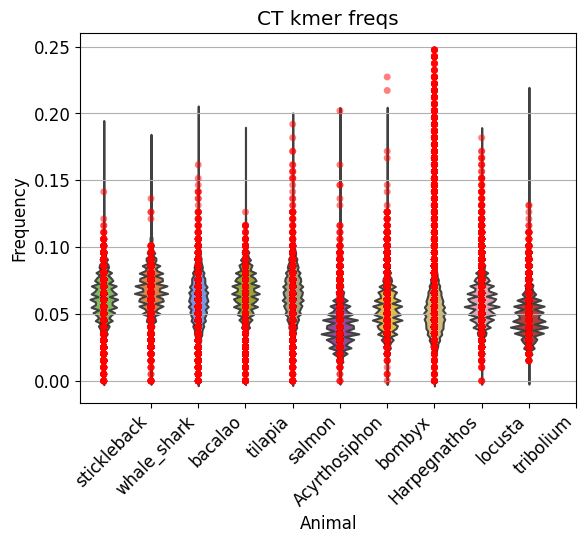 CT kmer freqs
0.25
0.20
0.15
0.10
0.05
0.00
Frequency
stickleback
whale_shark
bacalao
tilapia
salmon
Acyrthosiphon
bombyx
Harpegnathos
locusta
tribolium
Animal